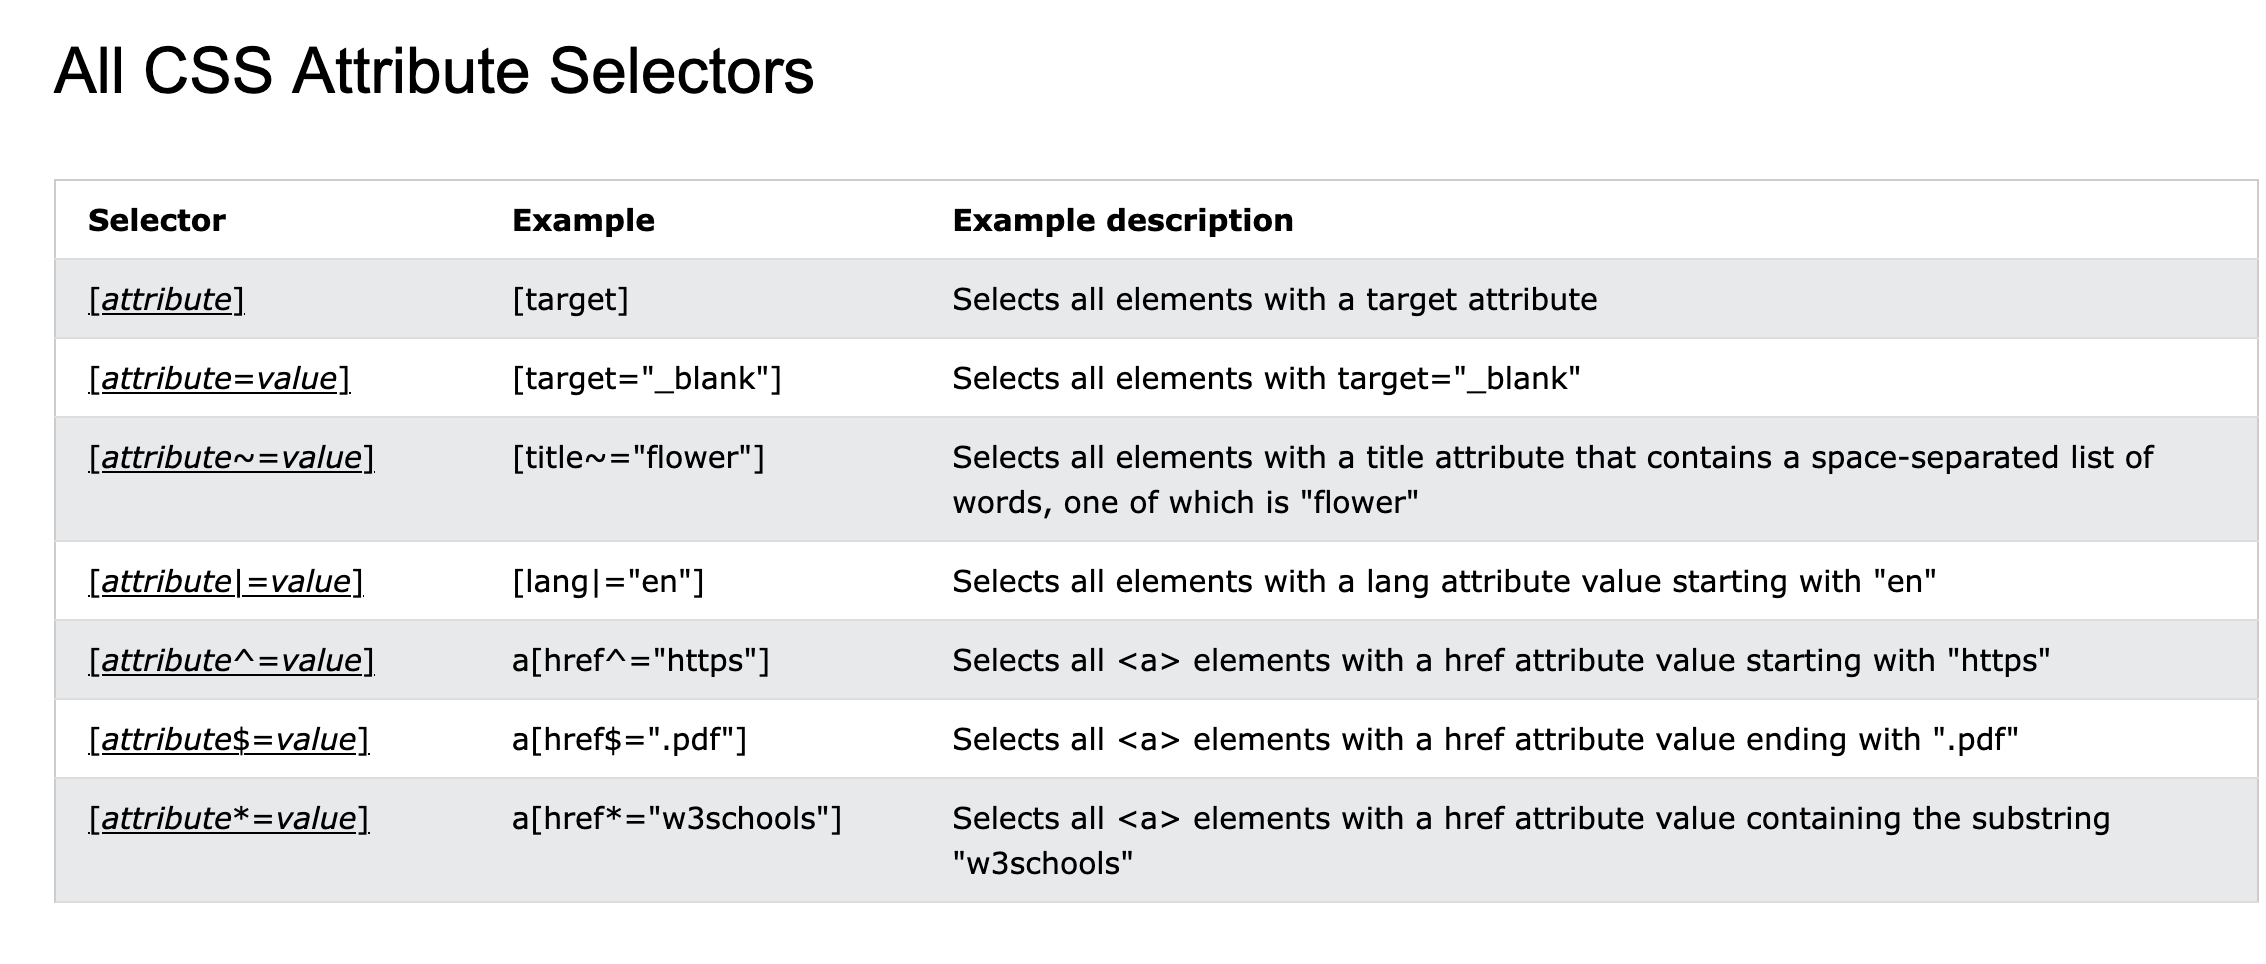 All CSS Attribute Selectors
Selector Example Example description
[attribute] [target] Selects all elements with a target attribute
[attribute=value] [target="_blank"] Selects all elements with target="_blank"
[attribute~=value] [title~="flower"] Selects all elements with a title attribute that contains a space-separated list of
words, one of which is "flower"
[attribute|=value] [lang|="en"] Selects all elements with a lang attribute value starting with "en"
[attribute^=value] a[href^="https"] Selects all <a> elements with a href attribute value starting with "https"
[attribute$=value] a[href$=".pdf"] Selects all <a> elements with a href attribute value ending with ".pdf"
[attribute*=value] a[href*="w3schools"] Selects all <a> elements with a href attribute value containing the substring
"w3schools"